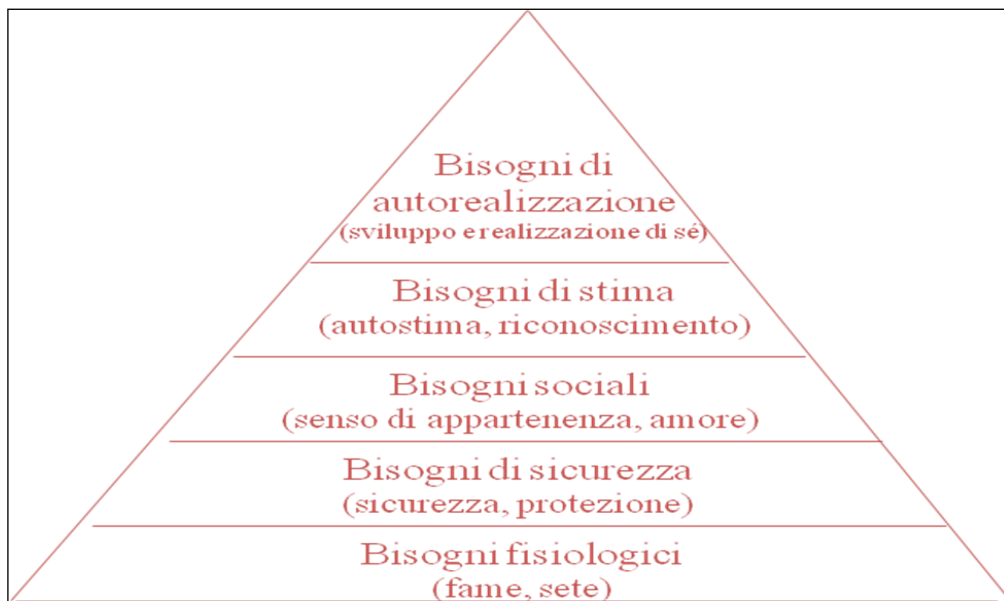 Bisogni di
autorealizzazione
(sviluppo e realizzazione di sé)
Bisogni di stima
(autostima, riconoscimento)
Bisogni sociali
(senso di appartenenza, amore)
Bisogni di sicurezza
(sicurezza, protezione)
Bisogni fisiologici
(fame, sete)